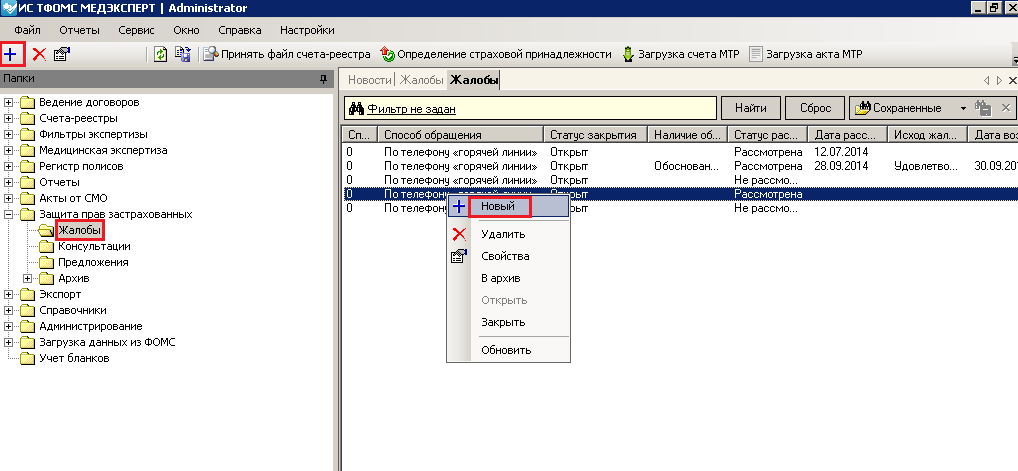 ИС ТФОМС МЕДЭКСПЕРТ | Administrator
Файл Отчеты Сервис Окно Справка Настройки
Принять файл счета-реестра Определение страховой принадлежности Загрузка счета МТР Загрузка акта МТР
Папки
Новости Жалобы Жалобы
Ведение договоров
Счета-реестры
Фильтры экспертизы
Медицинская экспертиза
Регистр полисов
Отчеты
Акты от СМО
Защита прав застрахованных
Жалобы
Консультации
Предложения
Архив
Экспорт
Справочники
Администрирование
Загрузка данных из ФОМС
Учет бланков
Фильтр не задан Найти Сброс Сохраненные
Сп... Способ обращения Статус закрытия Наличие об... Статус рас... Дата расс... Исход жал... Дата воз
0 По телефону «горячей линии» Открыт Рассмотрена 12.07.2014
0 По телефону «горячей линии» Открыт Обоснован... Рассмотрена 28.09.2014 Удовлетво... 30.09.201
0 По телефону «горячей линии» Открыт Не рассмо...
0 По телефону «горячей линии» Открыт Рассмотрена
0 По телефо Не рассмо...
Новый
Удалить
Свойства
В архив
Открыть
Закрыть
Обновить